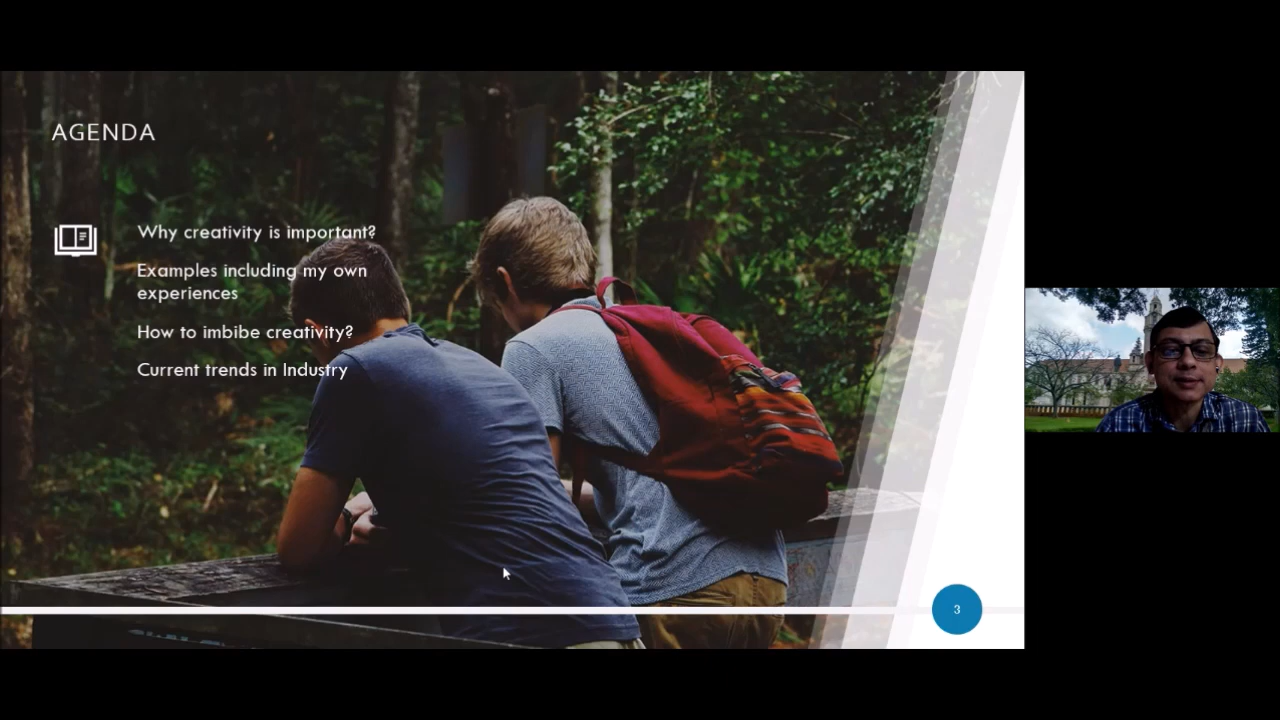 AGENDA
Why creativity is important?
Examples including my own
experiences
How to imbibe creativity?
Current trends in Industry
3